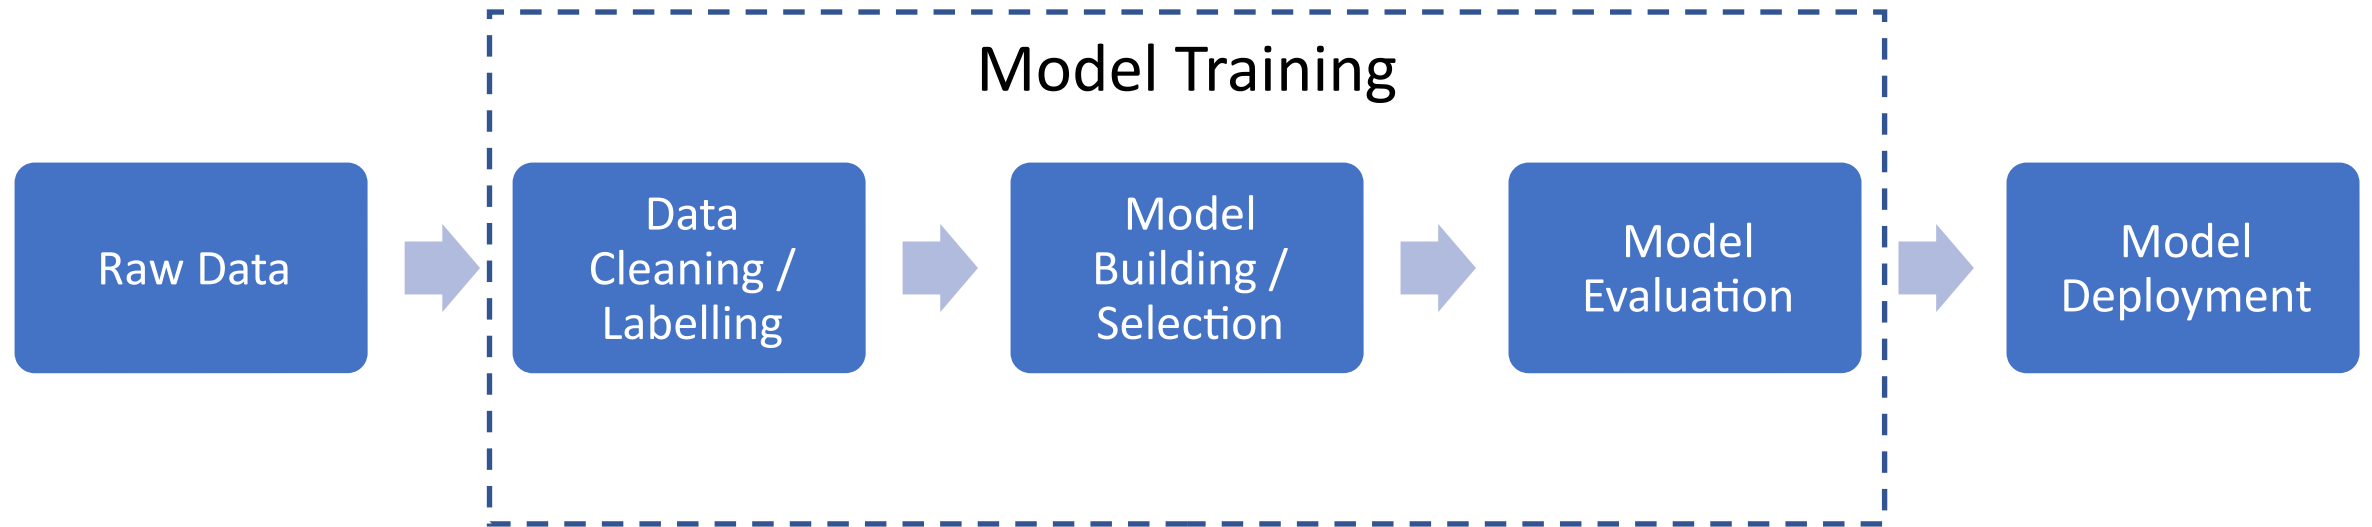 Model Training
Raw Data
Data
Cleaning /
Labelling
Model
Building /
Selection
Model
Evaluation
Model
Deployment